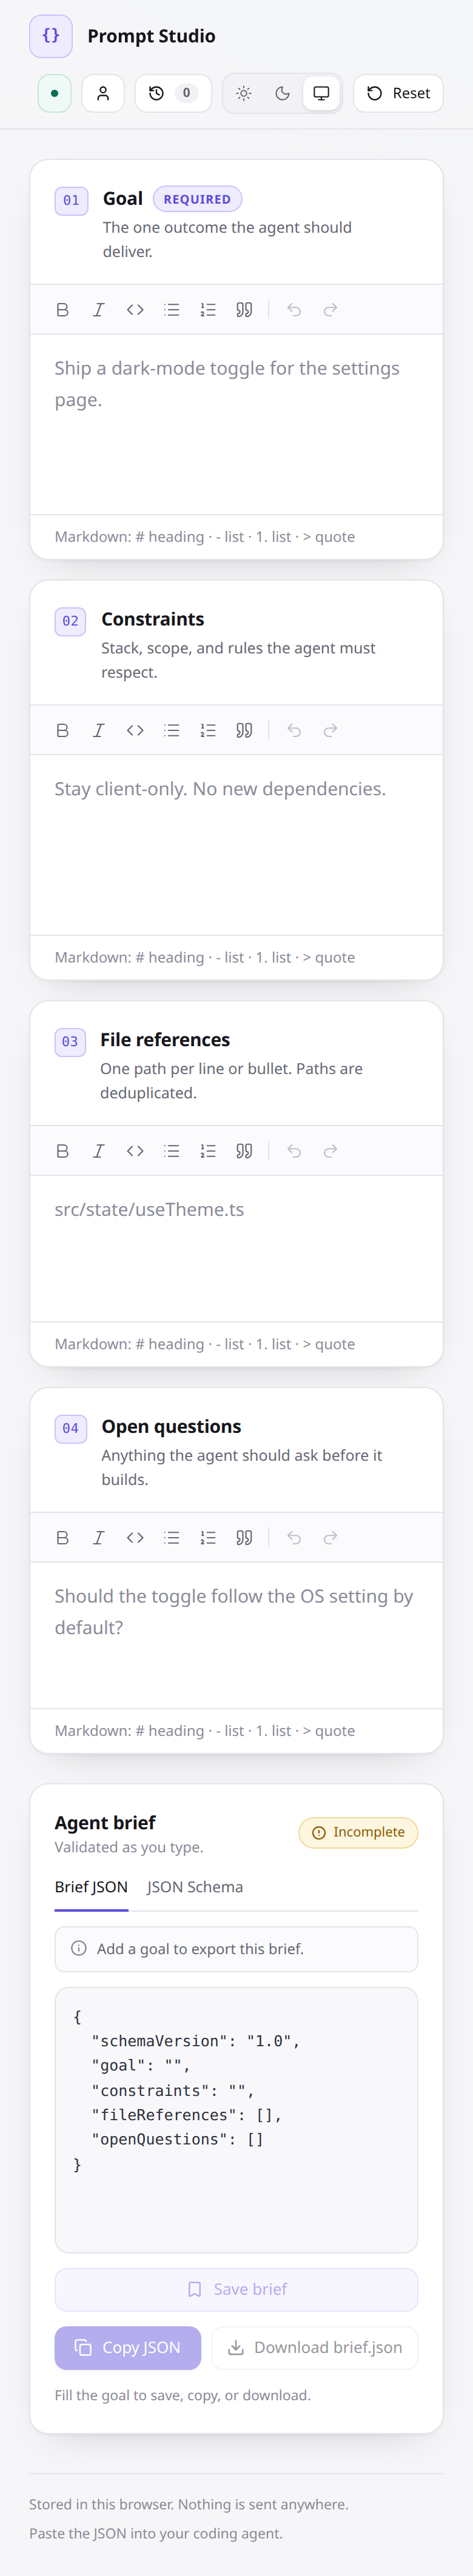 {} Prompt Studio
0 Reset
01 Goal REQUIRED
The one outcome the agent should
deliver.
Ship a dark-mode toggle for the settings
page.
Markdown: # heading · - list · 1. list · > quote
02 Constraints
Stack, scope, and rules the agent must
respect.
Stay client-only. No new dependencies.
Markdown: # heading · - list · 1. list · > quote
03 File references
One path per line or bullet. Paths are
deduplicated.
src/state/useTheme.ts
Markdown: # heading · - list · 1. list · > quote
04 Open questions
Anything the agent should ask before it
builds.
Should the toggle follow the OS setting by
default?
Markdown: # heading · - list · 1. list · > quote
Agent brief
Validated as you type.
Incomplete
Brief JSON JSON Schema
Add a goal to export this brief.
{
  "schemaVersion": "1.0",
  "goal": "",
  "constraints": "",
  "fileReferences": [],
  "openQuestions": []
}
Save brief
Copy JSON Download brief.json
Fill the goal to save, copy, or download.
Stored in this browser. Nothing is sent anywhere.
Paste the JSON into your coding agent.